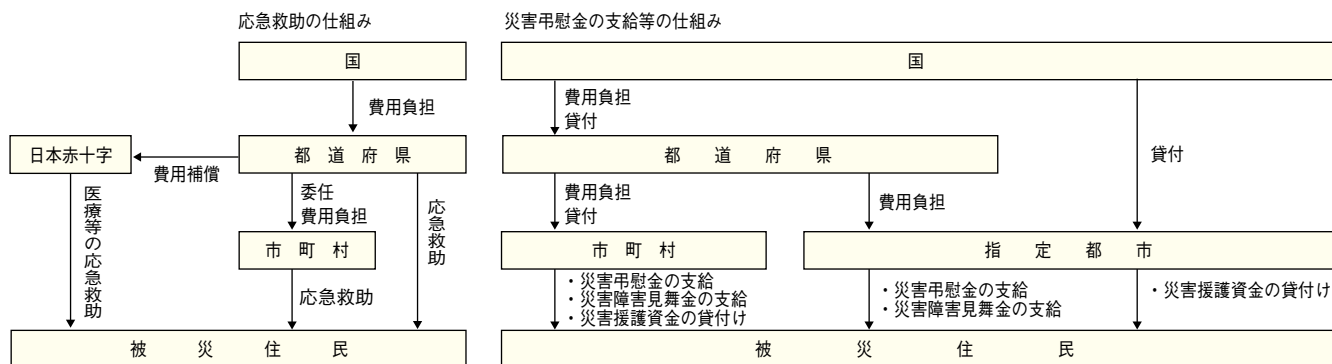 応急救助の仕組み
国
費用負担
日本赤十字
費用補償
都道府県
委任
費用負担
応急救助
医療等の応急救助
市町村
応急救助
被災住民
災害弔慰金の支給等の仕組み
国
費用負担
貸付
貸付
都道府県
費用負担
貸付
費用負担
市町村
指定都市
・災害弔慰金の支給
・災害障害見舞金の支給
・災害援護資金の貸付け
・災害弔慰金の支給
・災害障害見舞金の支給
・災害援護資金の貸付け
被災住民